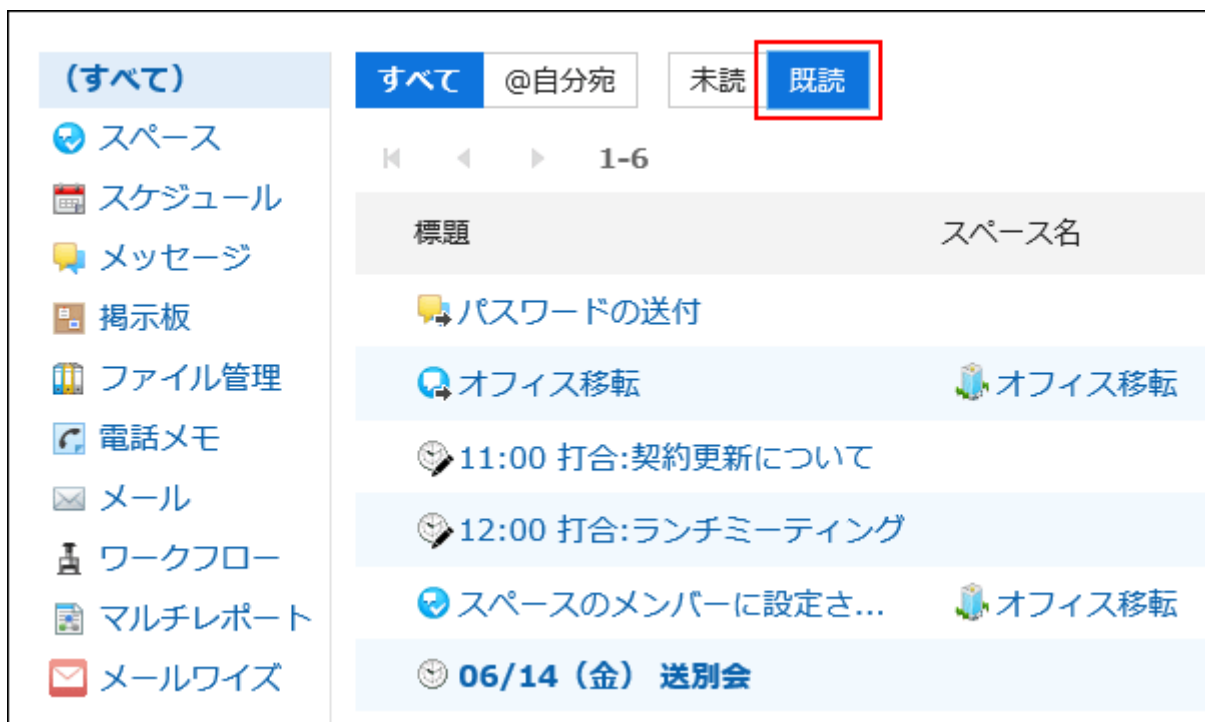 (すべて)
スペース
スケジュール
メッセージ
掲示板
ファイル管理
電話メモ
メール
ワークフロー
マルチレポート
メールワイズ
すべて @自分宛 未読 既読
1-6
標題 スペース名
パスワードの送付
オフィス移転 オフィス移転
11:00 打合:契約更新について
12:00 打合:ランチミーティング
スペースのメンバーに設定さ... オフィス移転
06/14（金） 送別会